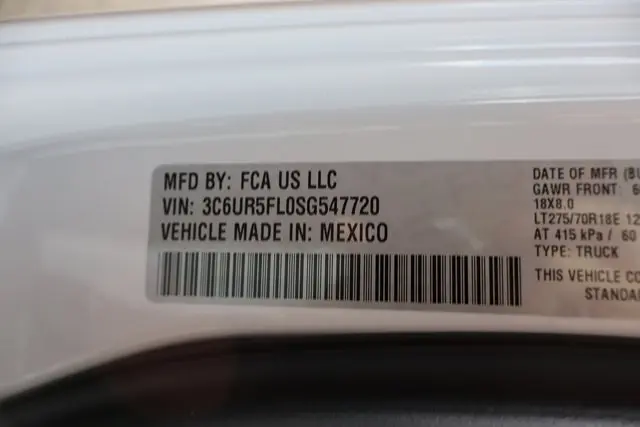 MFD BY: FCA US LLC
VIN: 3C6UR5FL0SG547720
VEHICLE MADE IN: MEXICO
DATE OF MFR
GAWR FRONT:
18X8.0
LT275/70R18E
AT 415 kPa / 60
TYPE: TRUCK
THIS VEHICLE